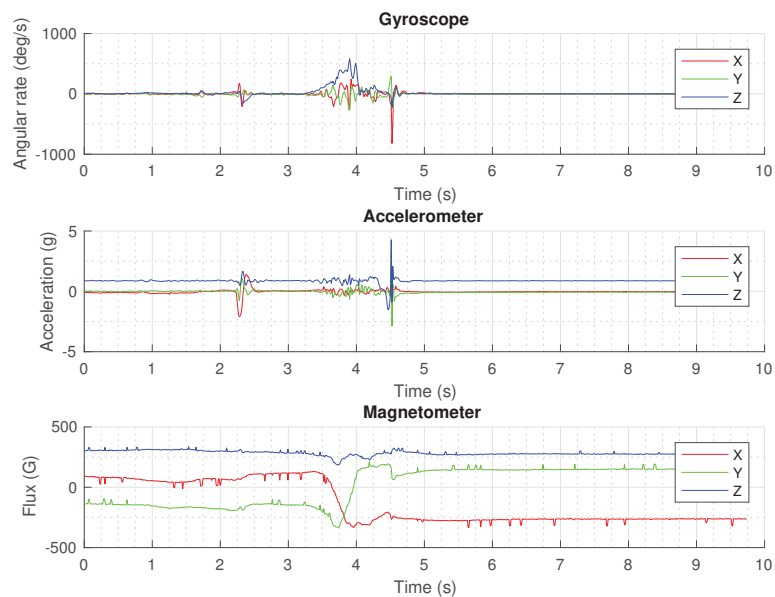 Gyroscope
1000
0
-1000
Angular rate (deg/s)
X
Y
Z
0 1 2 3 4 5 6 7 8 9 10
Time (s)
Accelerometer
5
0
-5
Acceleration (g)
X
Y
Z
0 1 2 3 4 5 6 7 8 9 10
Time (s)
Magnetometer
500
0
-500
Flux (G)
X
Y
Z
0 1 2 3 4 5 6 7 8 9 10
Time (s)